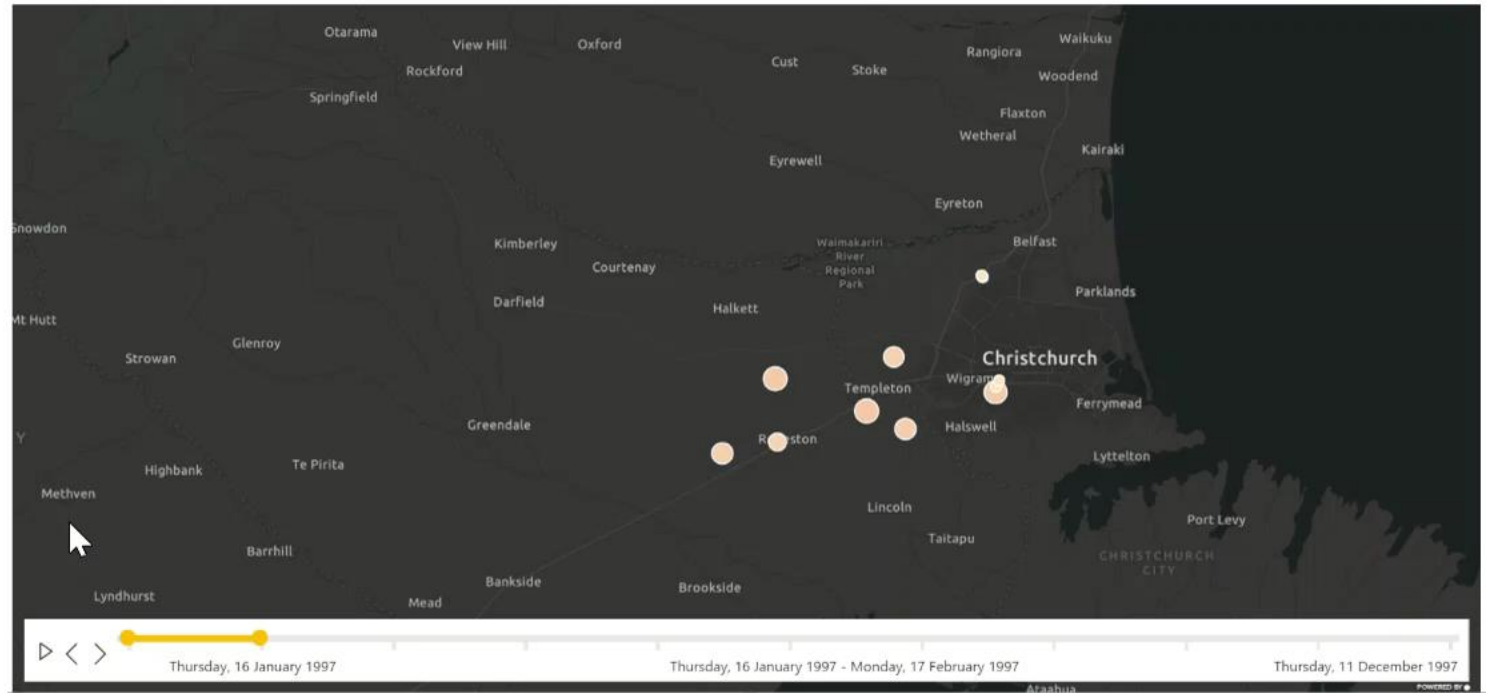 Otarama
View Hill
Oxford
Waikuku
Rangiora
Cust
Stoke
Rockford
Woodend
Springfield
Flaxton
Wetheral
Kairaki
Eyrewell
Eyreton
Snowdon
Kimberley
Waimakariri
River
Regional
Park
Belfast
Courtenay
Parklands
Darfield
Halkett
Mt Hutt
Glenroy
Strowan
Christchurch
Wigram
Templeton
Ferrymead
Greendale
Halswell
Y
Lyttelton
Te Pirita
Highbank
Methven
Lincoln
Port Levy
Taitapu
Barrhill
CHRISTCHURCH
CITY
Bankside
Brookside
Lyndhurst
Mead
Thursday, 16 January 1997
Thursday, 16 January 1997 - Monday, 17 February 1997
Thursday, 11 December 1997
Ataahua
POWERED BY